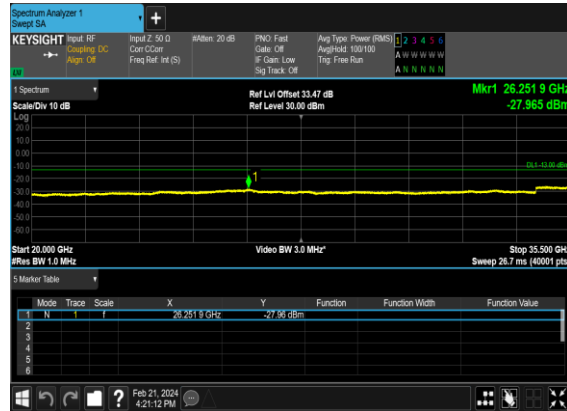 Spectrum Analyzer 1
Swept SA
+
KEYSIGHT Input: RF Input Z: 50 Ω #Atten: 20 dB PNO: Fast Avg Type: Power (RMS) 1 2 3 4 5 6
Coupling: DC Corr CCorr Gate: Off Avg|Hold: 100/100 A W W W W W
Align: Off Freq Ref: Int (S) IF Gain: Low Trig: Free Run
Sig Track: Off A N N N N N
1 Spectrum Ref Lvl Offset 33.47 dB Mkr1 26.251 9 GHz
Scale/Div 10 dB Ref Level 30.00 dBm -27.965 dBm
Log
20.0
10.0
0.00
-10.0 DL1 -13.00 dBm
-20.0 1
-30.0
-40.0
-50.0
-60.0
Start 20.000 GHz Video BW 3.0 MHz* Stop 35.500 GHz
#Res BW 1.0 MHz Sweep 26.7 ms (40001 pts)
5 Marker Table
Mode Trace Scale X Y Function Function Width Function Value
1 N 1 f 26.251 9 GHz -27.96 dBm
2
3
4
5
6
? Feb 21, 2024
4:21:12 PM